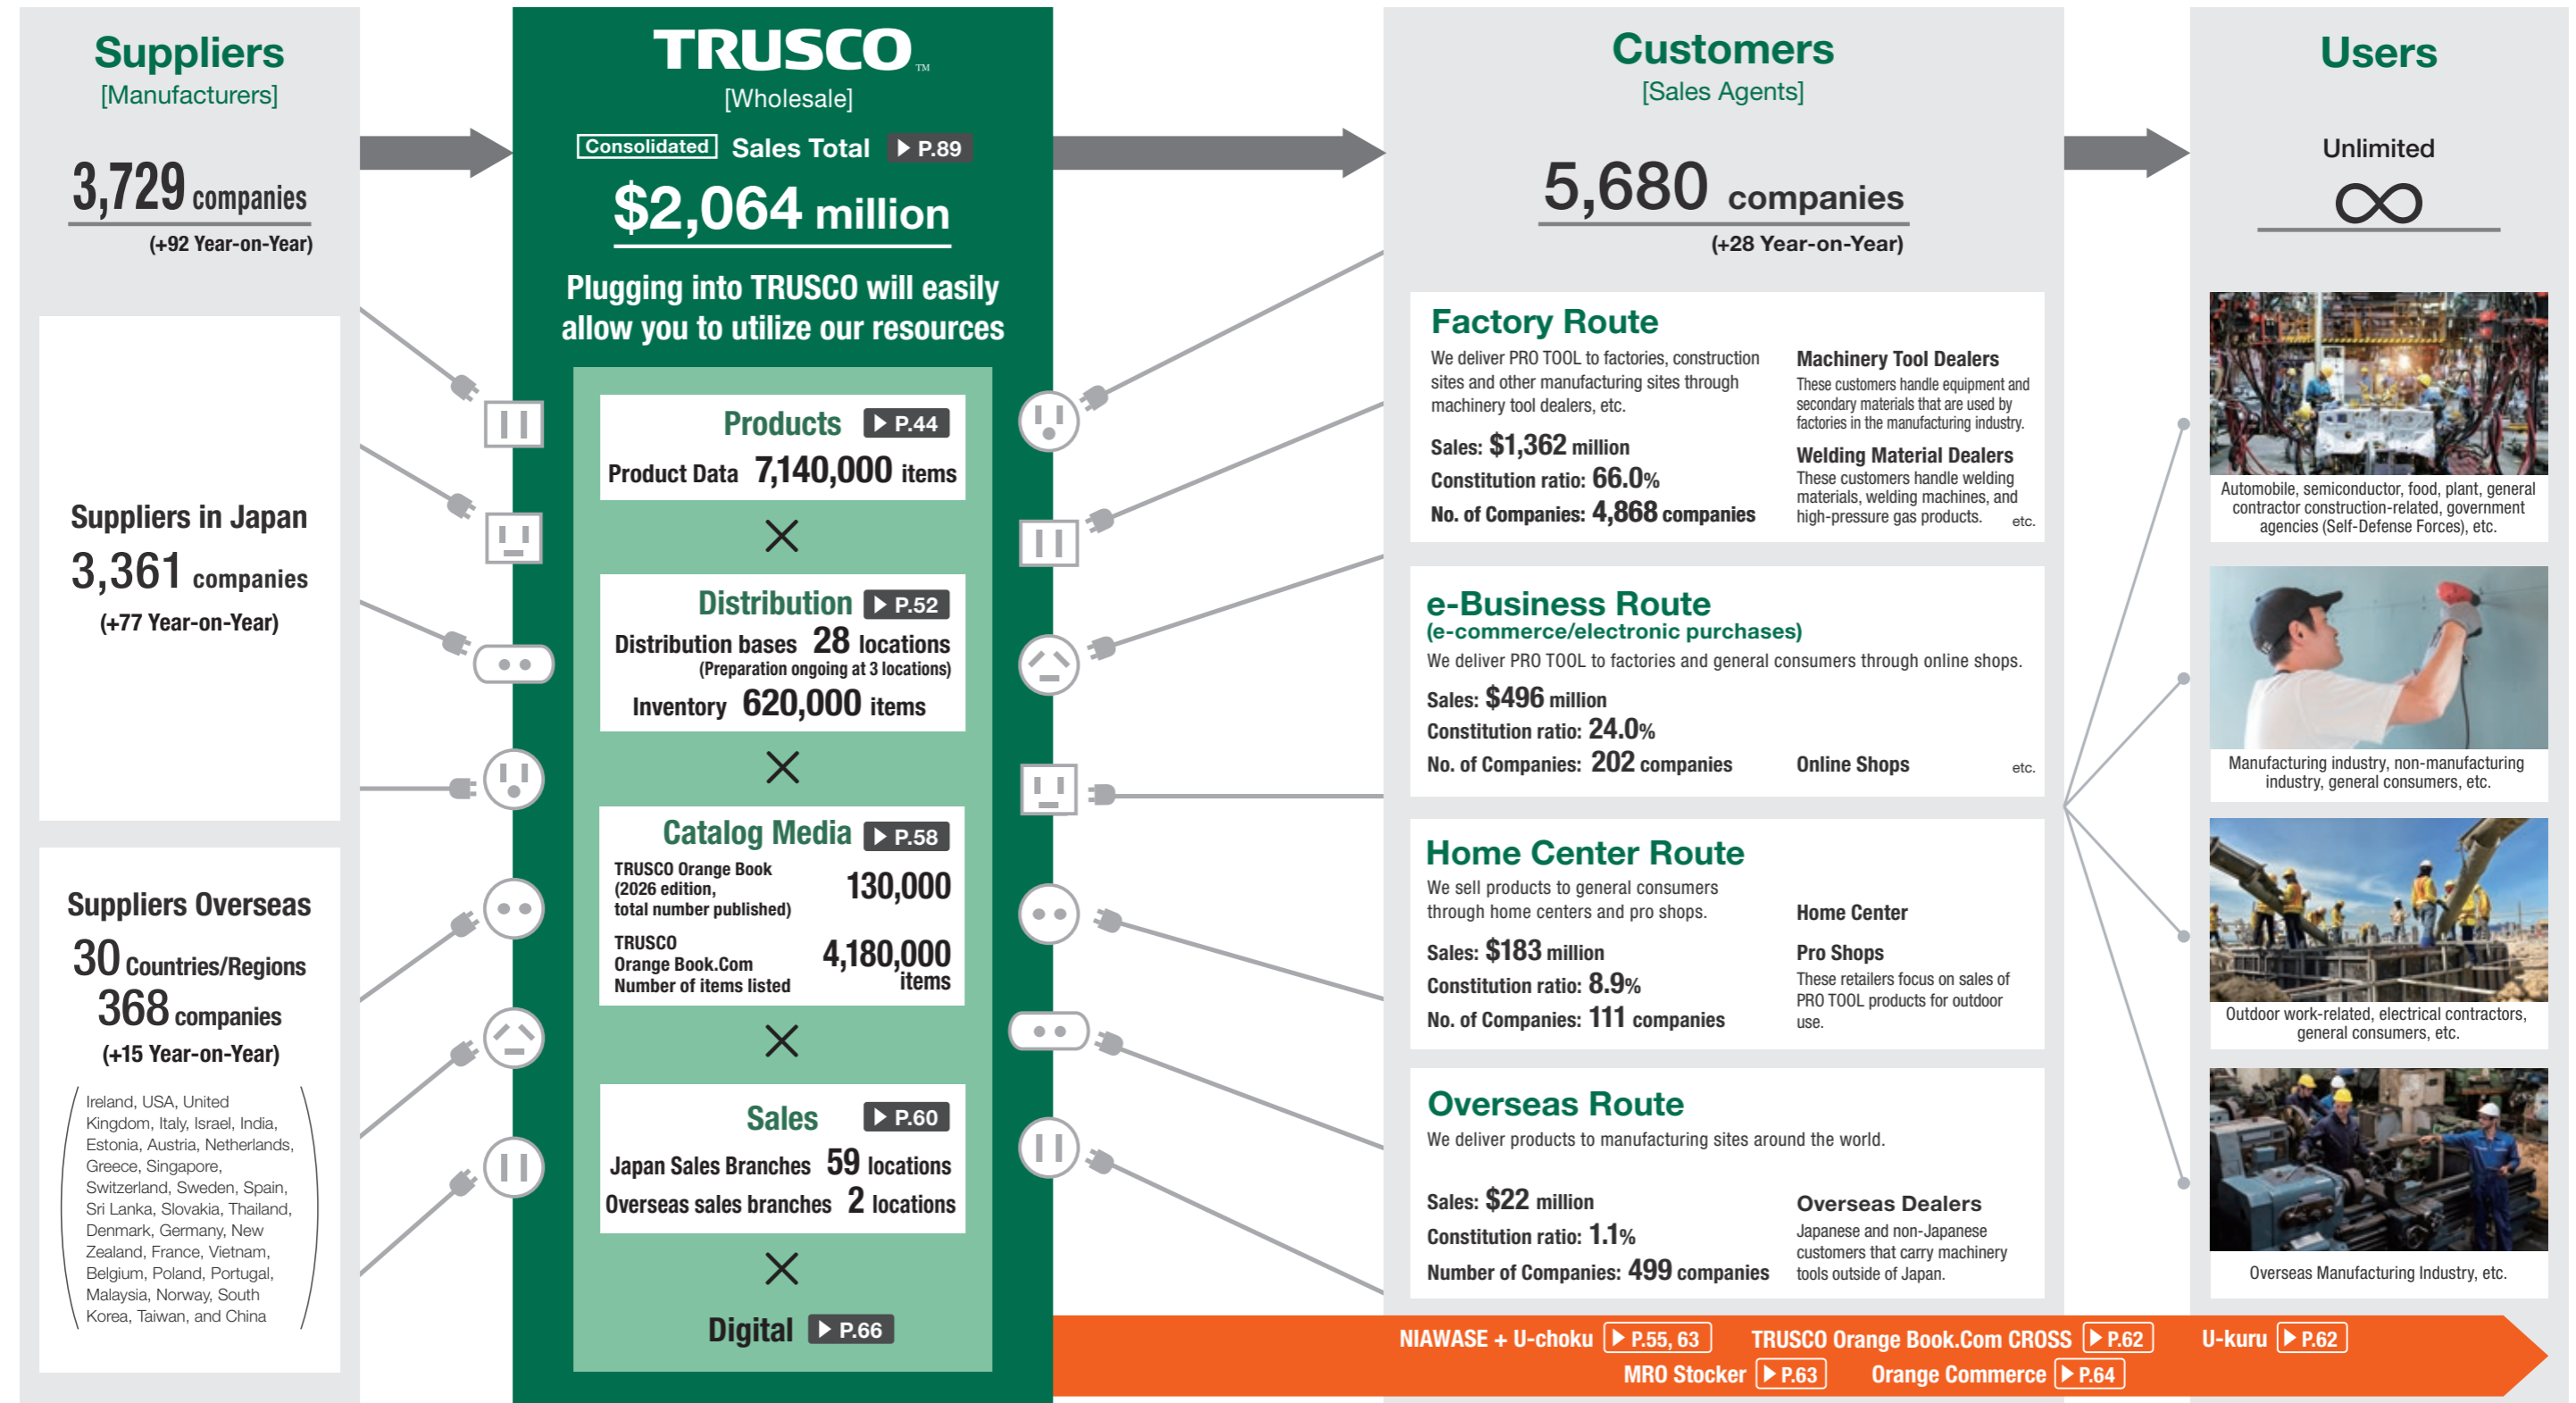 Suppliers
[Manufacturers]
3,729 companies
(+92 Year-on-Year)
Suppliers in Japan
3,361 companies
(+77 Year-on-Year)
Suppliers Overseas
30 Countries/Regions
368 companies
(+15 Year-on-Year)
Ireland, USA, United
Kingdom, Italy, Israel, India,
Estonia, Austria, Netherlands,
Greece, Singapore,
Switzerland, Sweden, Spain,
Sri Lanka, Slovakia, Thailand,
Denmark, Germany, New
Zealand, France, Vietnam,
Belgium, Poland, Portugal,
Malaysia, Norway, South
Korea, Taiwan, and China
TRUSCO TM
[Wholesale]
Consolidated Sales Total ▶ P.89
$2,064 million
Plugging into TRUSCO will easily
allow you to utilize our resources
Products ▶ P.44
Product Data 7,140,000 items
×
Distribution ▶ P.52
Distribution bases 28 locations
(Preparation ongoing at 3 locations)
Inventory 620,000 items
×
Catalog Media ▶ P.58
TRUSCO Orange Book
(2026 edition,
total number published)
130,000
TRUSCO
Orange Book.Com
Number of items listed
4,180,000
items
×
Sales ▶ P.60
Japan Sales Branches 59 locations
Overseas sales branches 2 locations
×
Digital ▶ P.66
Customers
[Sales Agents]
5,680 companies
(+28 Year-on-Year)
Factory Route
We deliver PRO TOOL to factories, construction
sites and other manufacturing sites through
machinery tool dealers, etc.
Sales: $1,362 million
Constitution ratio: 66.0%
No. of Companies: 4,868 companies
Machinery Tool Dealers
These customers handle equipment and
secondary materials that are used by
factories in the manufacturing industry.
Welding Material Dealers
These customers handle welding
materials, welding machines, and
high-pressure gas products.
etc.
e-Business Route
(e-commerce/electronic purchases)
We deliver PRO TOOL to factories and general consumers through online shops.
Sales: $496 million
Constitution ratio: 24.0%
No. of Companies: 202 companies
Online Shops
etc.
Home Center Route
We sell products to general consumers
through home centers and pro shops.
Sales: $183 million
Constitution ratio: 8.9%
No. of Companies: 111 companies
Home Center
Pro Shops
These retailers focus on sales of
PRO TOOL products for outdoor
use.
Overseas Route
We deliver products to manufacturing sites around the world.
Sales: $22 million
Constitution ratio: 1.1%
Number of Companies: 499 companies
Overseas Dealers
Japanese and non-Japanese
customers that carry machinery
tools outside of Japan.
Users
Unlimited
∞
Automobile, semiconductor, food, plant, general
contractor construction-related, government
agencies (Self-Defense Forces), etc.
Manufacturing industry, non-manufacturing
industry, general consumers, etc.
Outdoor work-related, electrical contractors,
general consumers, etc.
Overseas Manufacturing Industry, etc.
NIAWASE + U-choku ▶ P.55, 63 TRUSCO Orange Book.Com CROSS ▶ P.62 U-kuru ▶ P.62
MRO Stocker ▶ P.63 Orange Commerce ▶ P.64